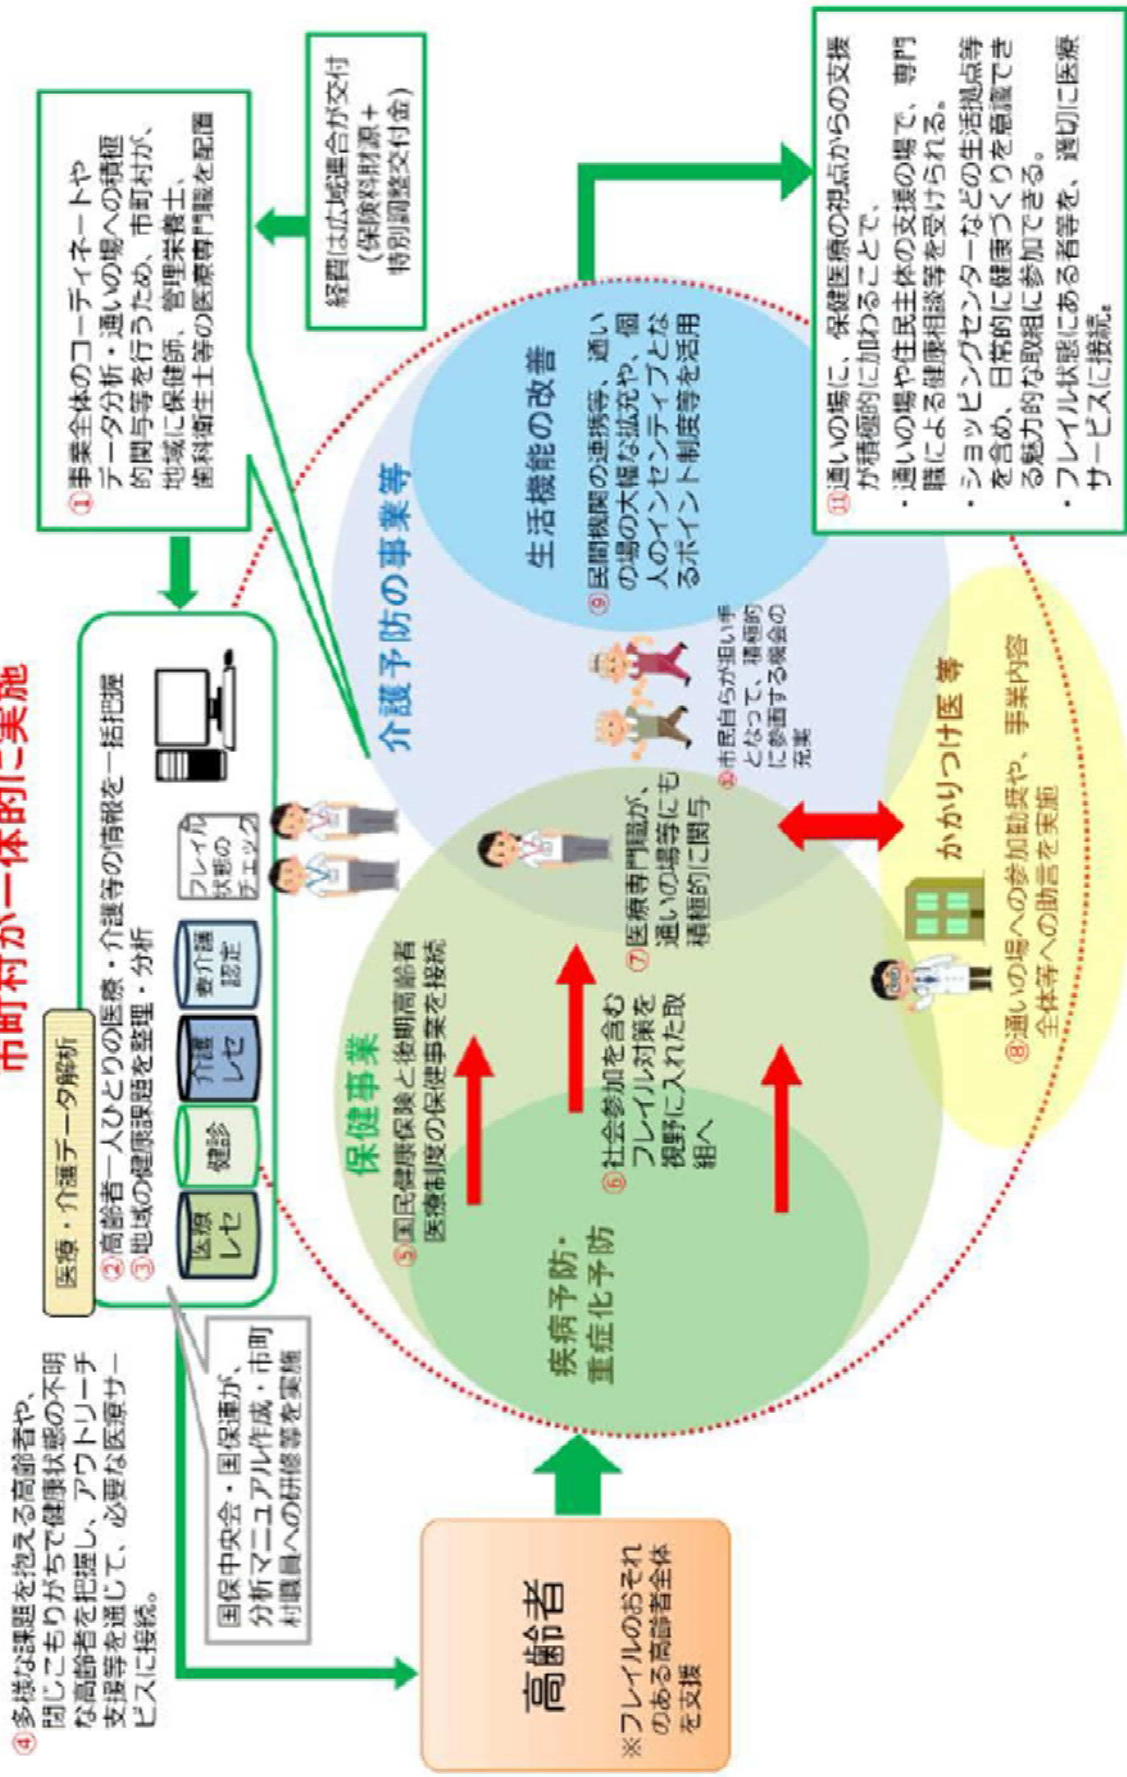 市町村が一体的に実施
①事業全体のコーディネートや
データ分析・通いの場への積極
的関与等を行うため、市町村が、
地域に保健師、管理栄養士、
歯科衛生士等の医療専門職を配置
経費は広域連合が交付
(保険料財源＋
特別調整交付金)
医療・介護データ解析
②高齢者一人ひとりの医療・介護等の情報を一括把握
③地域の健康課題を整理・分析
医療
レセ
健診
介護
レセ
要介護
認定
フレイル
状態の
チェック
④多様な課題を抱える高齢者や、
閉じこもりがちで健康状態の不明
な高齢者を把握し、アウトリーチ
支援等を通じて、必要な医療サー
ビスに接続。
国保中央会・国保連が、
分析マニュアル作成・市町
村職員への研修等を実施
高齢者
※フレイルのおそれ
のある高齢者全体
を支援
保健事業
⑤国民健康保険と後期高齢者
医療制度の保健事業を接続
疾病予防・
重症化予防
⑥社会参加を含む
フレイル対策を
視野に入れた取
組へ
⑦医療専門職が、
通いの場等にも
積極的に関与
介護予防の事業等
生活機能の改善
⑨民間機関の連携等、通い
の場の大幅な拡充や、個
人のインセンティブとな
るポイント制度等を活用
⑩市民自らが担い手
となって、積極的
に参画する機会の
充実
かかりつけ医 等
⑧通いの場への参加勧奨や、事業内容
全体等への助言を実施
⑪通いの場に、保健医療の視点からの支援
が積極的に加わることで、
・通いの場や住民主体の支援の場で、専門
職による健康相談等を受けられる。
・ショッピングセンターなどの生活拠点等
を含め、日常的に健康づくりを意識でき
る魅力的な取組に参加できる。
・フレイル状態にある者等を、適切に医療
サービスに接続。